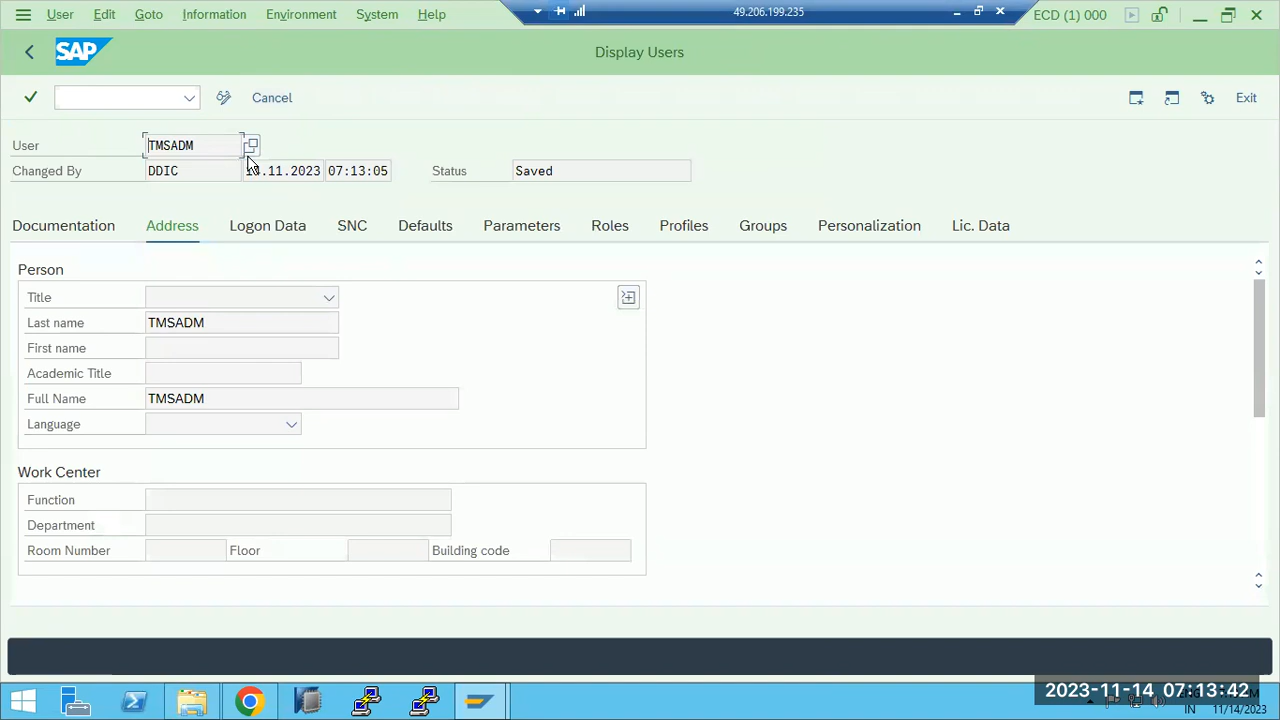 User Edit Goto Information Environment System Help 49.206.199.235 ECD (1) 000
SAP Display Users
Cancel Exit
User TMSADM
Changed By DDIC .11.2023 07:13:05 Status Saved
Documentation Address Logon Data SNC Defaults Parameters Roles Profiles Groups Personalization Lic. Data
Person
Title
Last name TMSADM
First name
Academic Title
Full Name TMSADM
Language
Work Center
Function
Department
Room Number Floor Building code
2023-11-14 07:13:42
IN 11/14/2023